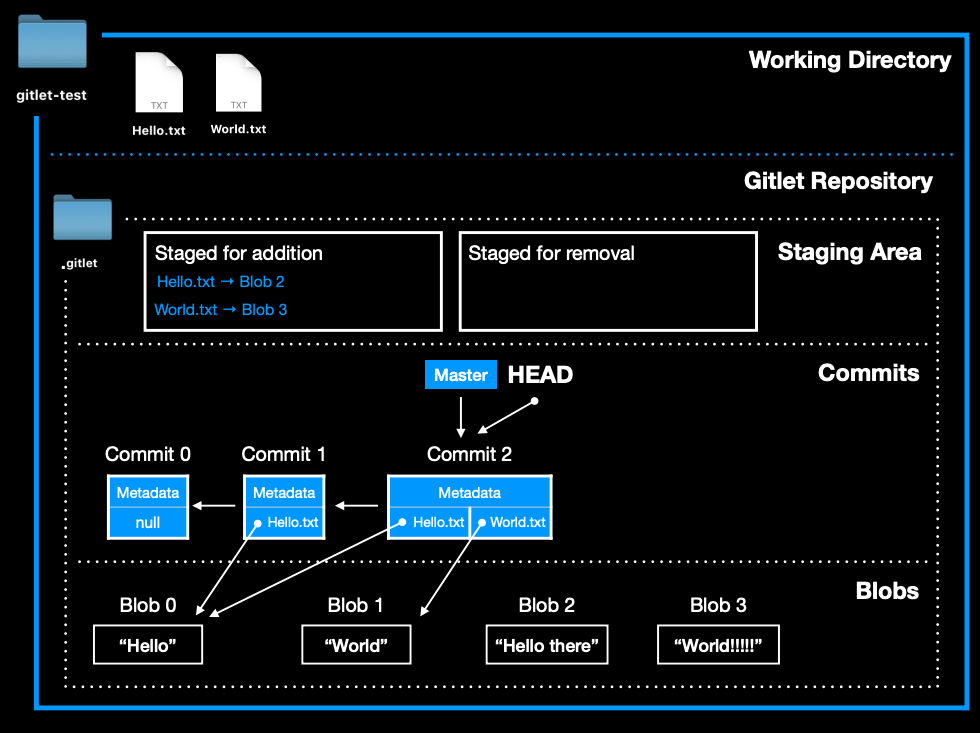 Working Directory
gitlet-test
TXT
TXT
Hello.txt
World.txt
Gitlet Repository
.gitlet
Staged for addition
Hello.txt → Blob 2
World.txt → Blob 3
Staged for removal
Staging Area
Master
HEAD
Commits
Commit 0
Commit 1
Commit 2
Metadata
Metadata
Metadata
null
Hello.txt
Hello.txt
World.txt
Blobs
Blob 0
Blob 1
Blob 2
Blob 3
“Hello”
“World”
“Hello there”
“World!!!!!”